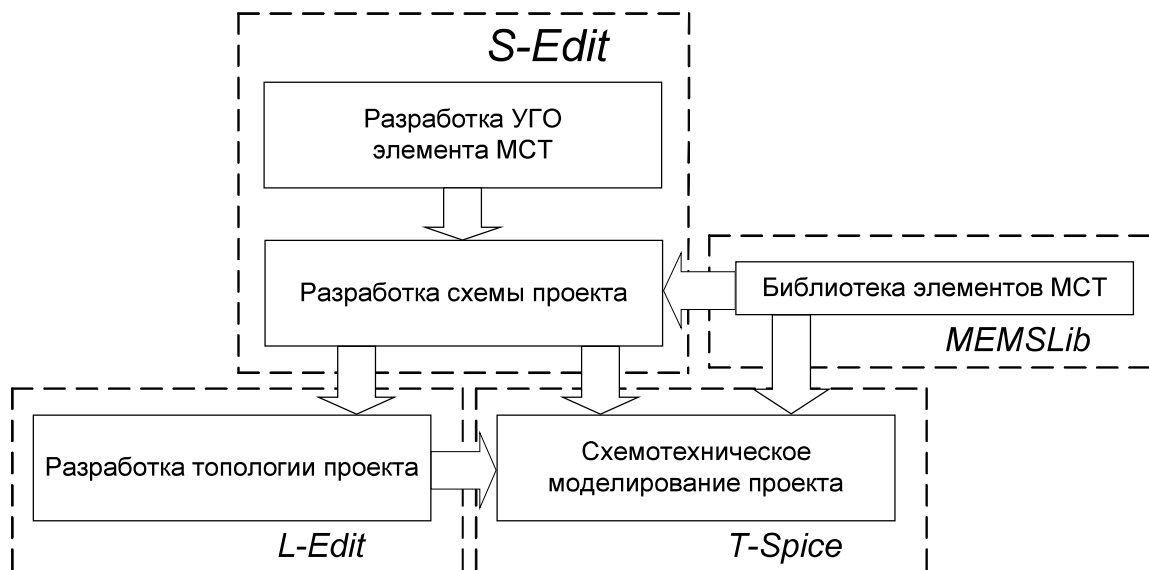 S-Edit
Разработка УГО
элемента МСТ
Разработка схемы проекта
Библиотека элементов МСТ
MEMSLib
Разработка топологии проекта
Схемотехническое
моделирование проекта
L-Edit
T-Spice